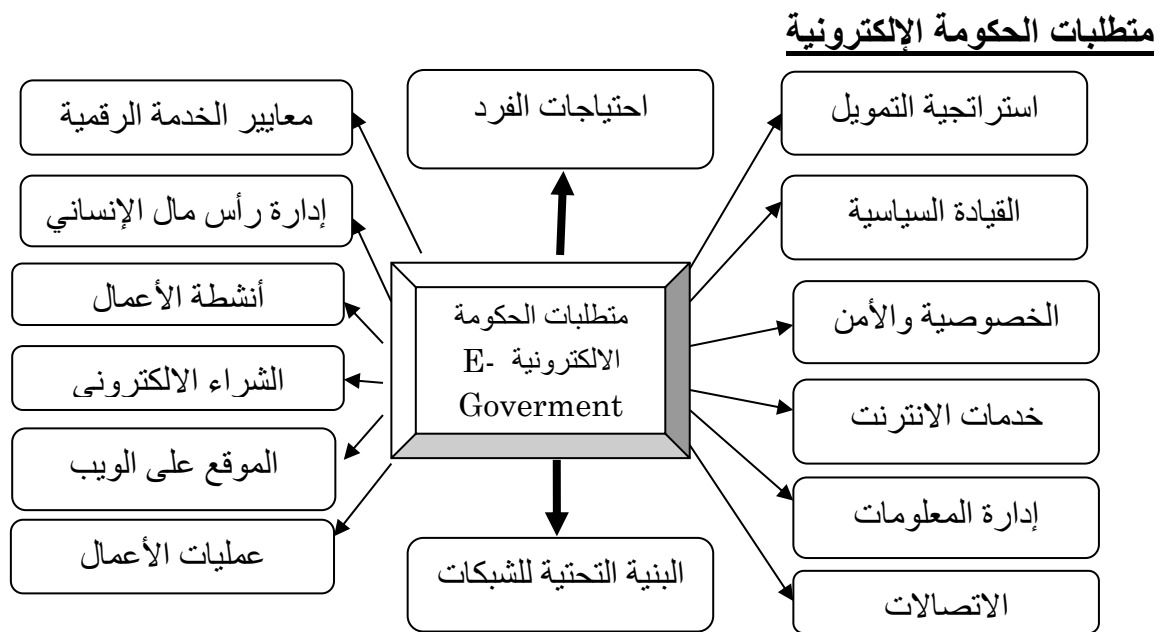 متطلبات الحكومة الإلكترونية
استراتجية التمويل
احتياجات الفرد
معايير الخدمة الرقمية
القيادة السياسية
إدارة رأس مال الإنساني
الخصوصية والأمن
أنشطة الأعمال
متطلبات الحكومة
الالكترونية E-
Goverment
خدمات الانترنت
الشراء الالكتروني
إدارة المعلومات
الموقع على الويب
الاتصالات
عمليات الأعمال
البنية التحتية للشبكات